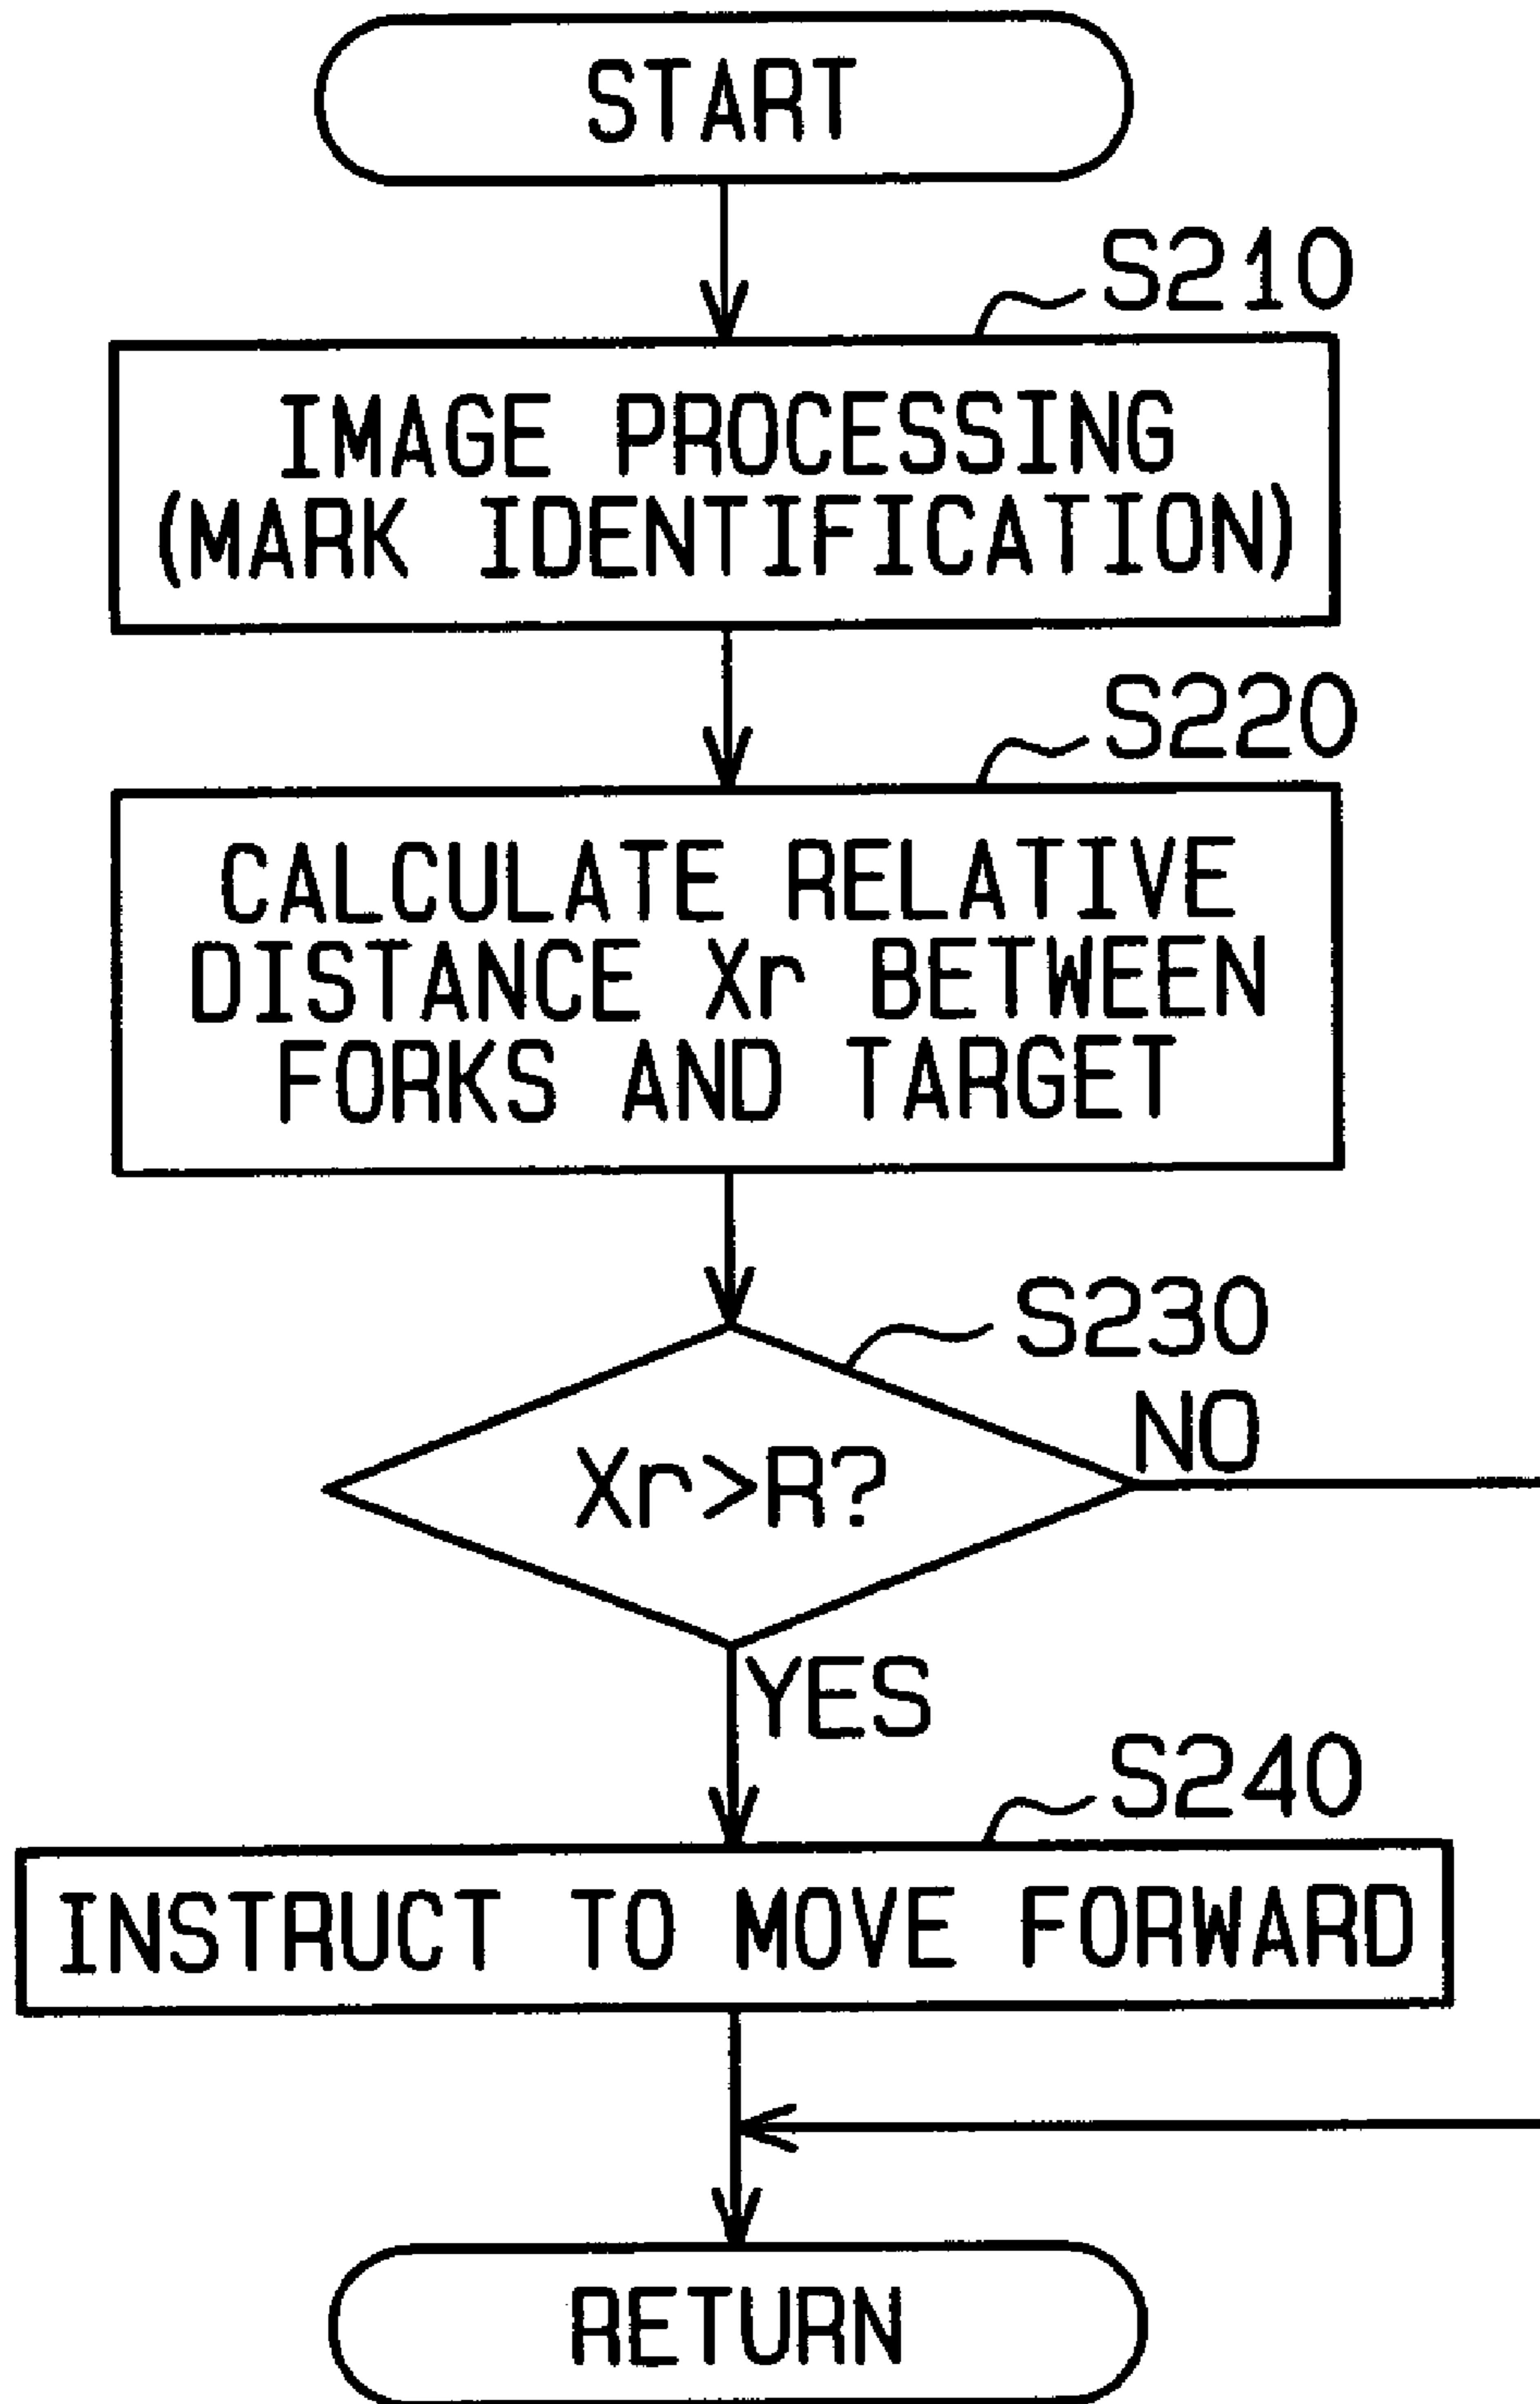 START
S210
IMAGE PROCESSING
(MARK IDENTIFICATION)
S220
CALCULATE RELATIVE
DISTANCE Xr BETWEEN
FORKS AND TARGET
S230
NO
Xr>R?
YES
S240
INSTRUCT TO MOVE FORWARD
RETURN